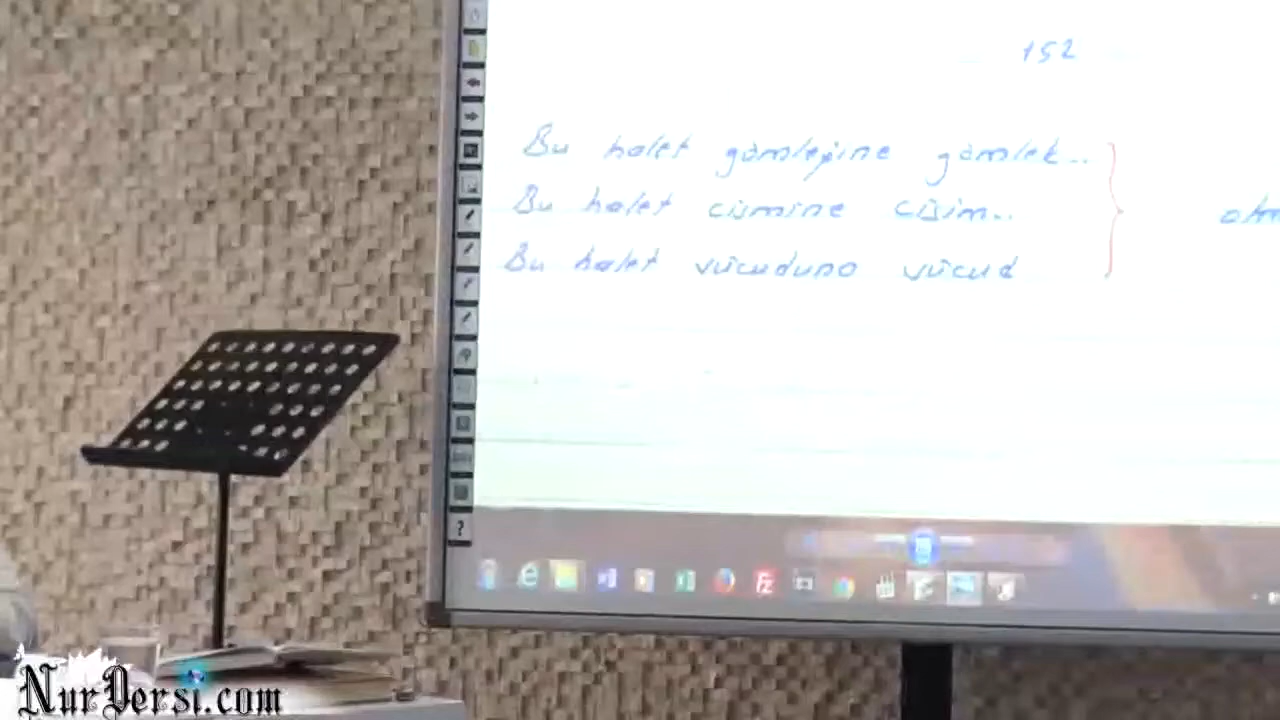 152
Bu halet gömleğine gömlek...
Bu halet cismine cisim...
Bu halet vücuduna vücud
?
NurDersi.com